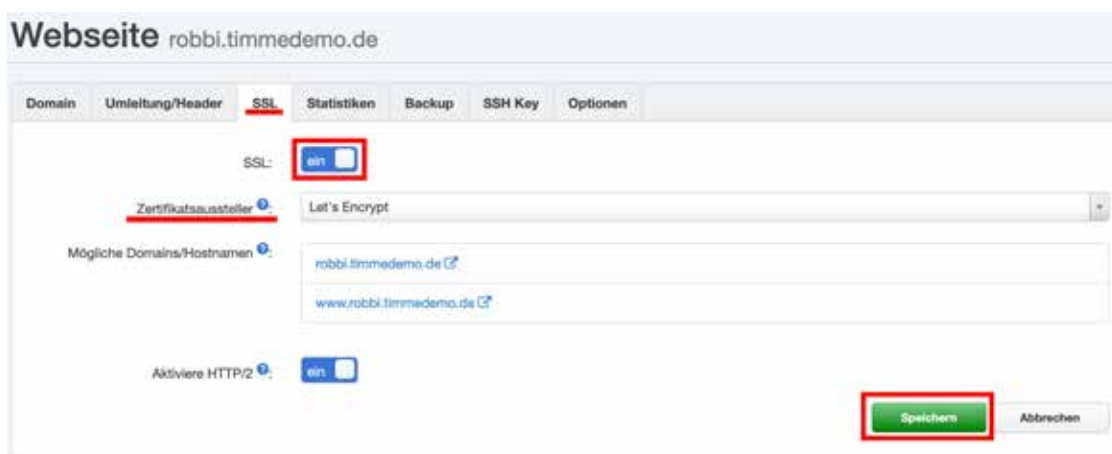 Webseite robbi.timmedemo.de
Domain Umleitung/Header SSL Statistiken Backup SSH Key Optionen
SSL: ein
Zertifikatsaussteller ?: Let's Encrypt
Mögliche Domains/Hostnamen ?:
robbi.timmedemo.de
www.robbi.timmedemo.de
Aktiviere HTTP/2 ?: ein
Speichern Abbrechen